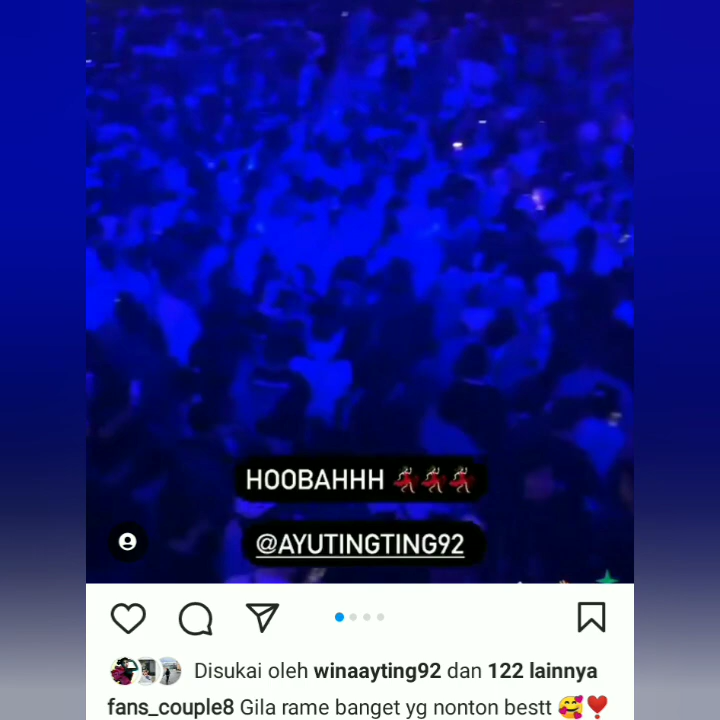 HOOBAHHH 💃💃💃
@AYUTINGTING92
Disukai oleh winaayting92 dan 122 lainnya
fans_couple8 Gila rame banget yg nonton bestt 🥰❣️